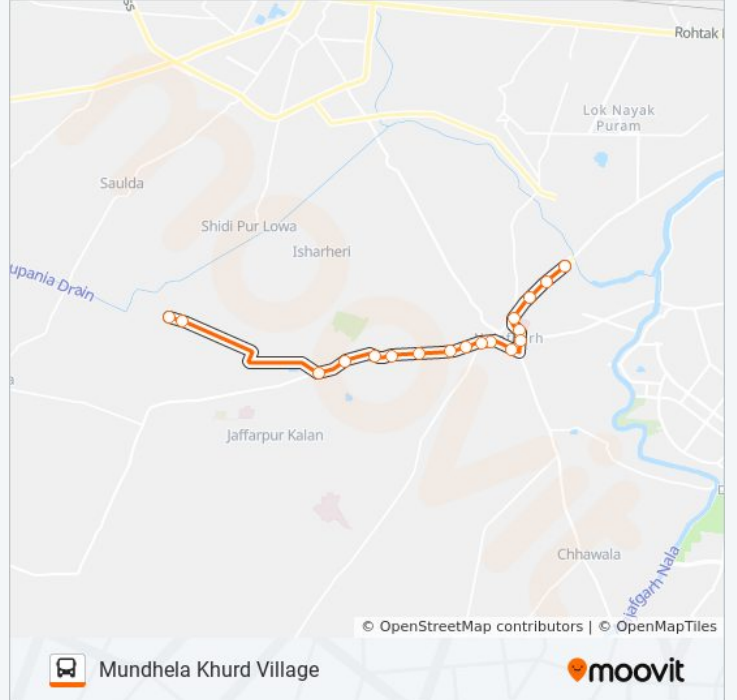 Rohtak
Lok Nayak
Puram
Saulda
Shidi Pur Lowa
Isharheri
upania Drain
rh
Jaffarpur Kalan
Chhawala
jafgarh Nala
© OpenStreetMap contributors | © OpenMapTiles
Mundhela Khurd Village
moovit